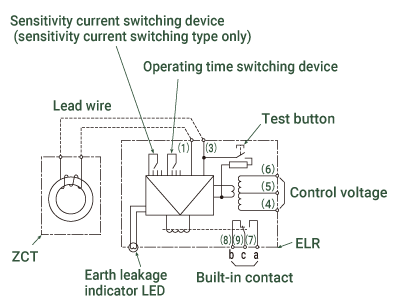 Sensitivity current switching device
(sensitivity current switching type only)
Operating time switching device
Lead wire
Test button
(1) (3)
(6)
(5)
Control voltage
(4)
(8) (9) (7)
ELR
b c a
ZCT
Earth leakage
indicator LED
Built-in contact